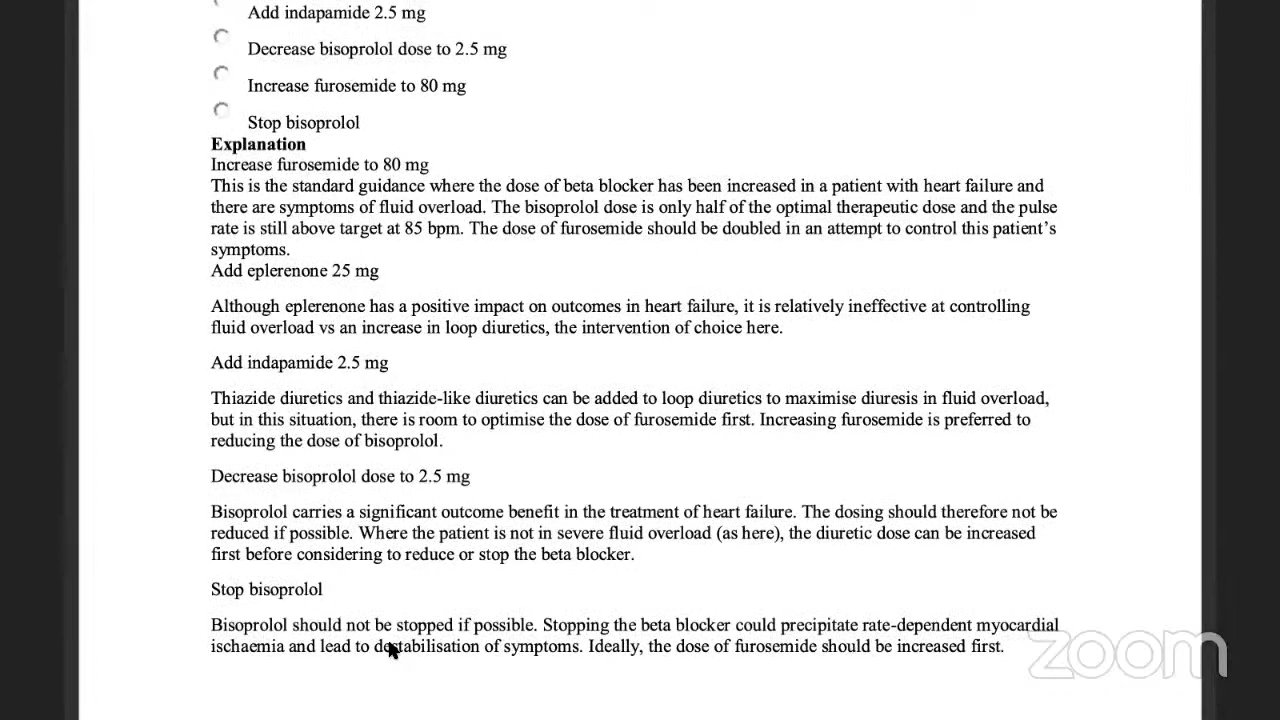 Add indapamide 2.5 mg
Decrease bisoprolol dose to 2.5 mg
Increase furosemide to 80 mg
Stop bisoprolol
Explanation
Increase furosemide to 80 mg
This is the standard guidance where the dose of beta blocker has been increased in a patient with heart failure and
there are symptoms of fluid overload. The bisoprolol dose is only half of the optimal therapeutic dose and the pulse
rate is still above target at 85 bpm. The dose of furosemide should be doubled in an attempt to control this patient’s
symptoms.
Add eplerenone 25 mg
Although eplerenone has a positive impact on outcomes in heart failure, it is relatively ineffective at controlling
fluid overload vs an increase in loop diuretics, the intervention of choice here.
Add indapamide 2.5 mg
Thiazide diuretics and thiazide-like diuretics can be added to loop diuretics to maximise diuresis in fluid overload,
but in this situation, there is room to optimise the dose of furosemide first. Increasing furosemide is preferred to
reducing the dose of bisoprolol.
Decrease bisoprolol dose to 2.5 mg
Bisoprolol carries a significant outcome benefit in the treatment of heart failure. The dosing should therefore not be
reduced if possible. Where the patient is not in severe fluid overload (as here), the diuretic dose can be increased
first before considering to reduce or stop the beta blocker.
Stop bisoprolol
Bisoprolol should not be stopped if possible. Stopping the beta blocker could precipitate rate-dependent myocardial
ischaemia and lead to destabilisation of symptoms. Ideally, the dose of furosemide should be increased first.
zoom